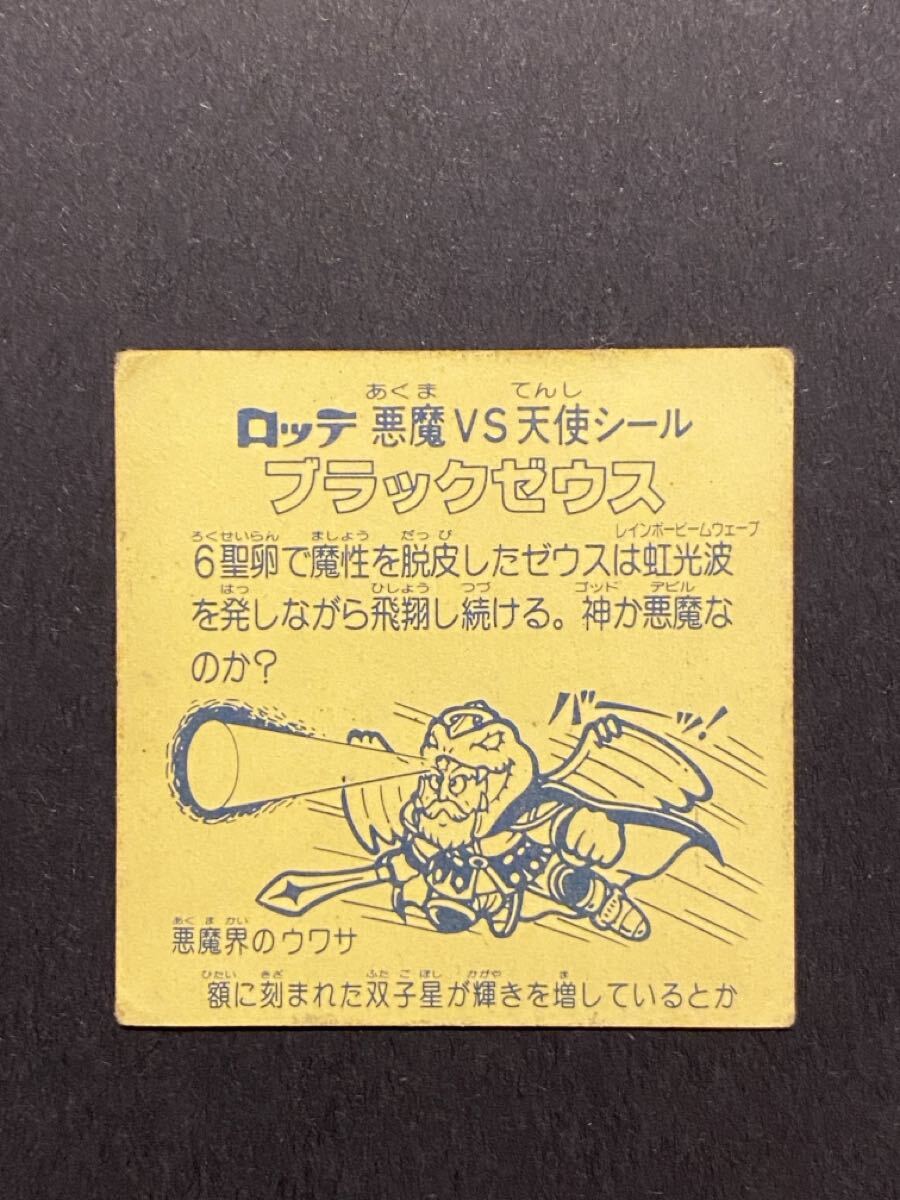 あくま てんし
ロッテ 悪魔VS天使シール
ブラックゼウス
ろくせいらん ましょう だっぴ レインボービームウェーブ
6聖卵で魔性を脱皮したゼウスは虹光波
はっ ひしょう つづ ゴッド デビル
を発しながら飛翔し続ける。神か悪魔な
のか?
バーッ!
あくまかい
悪魔界のウワサ
ひたい きざ ふたごぼし かがや ま
額に刻まれた双子星が輝きを増しているとか